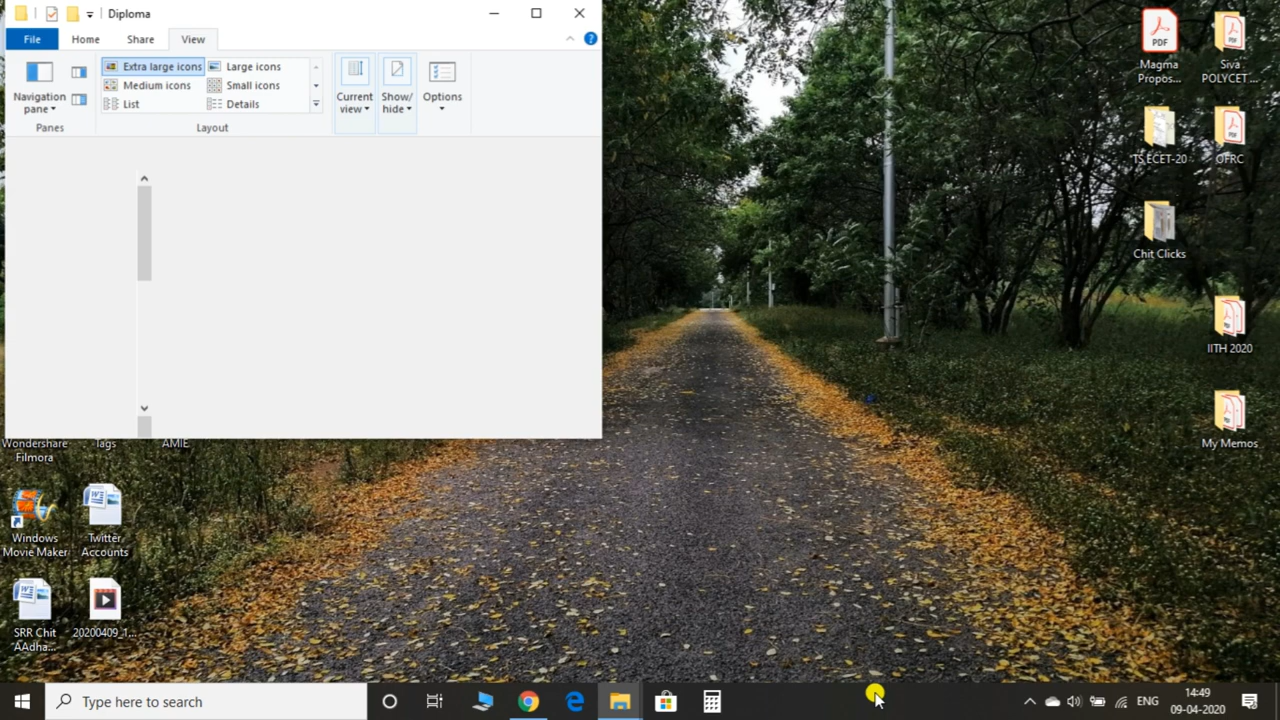 Diploma
File Home Share View
Navigation pane
Extra large icons Large icons
Medium icons Small icons
List Details
Current view
Show/ hide
Options
Panes Layout
PDF
Magma Propos...
Siva POLYCET ...
TS ECET-20
OFRC
Chit Clicks
IITH 2020
My Memos
Wondershare Filmora
Tags
AMIE
Windows Movie Maker
Twitter Accounts
SRR Chit AAdha...
20200409_1...
Type here to search
ENG
14:49
09-04-2020